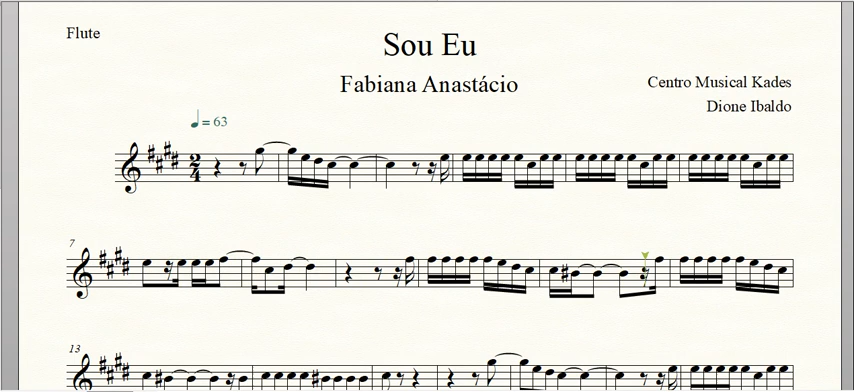 Flute
Sou Eu
Fabiana Anastácio
Centro Musical Kades
Dione Ibaldo
= 63
2
4
7
13